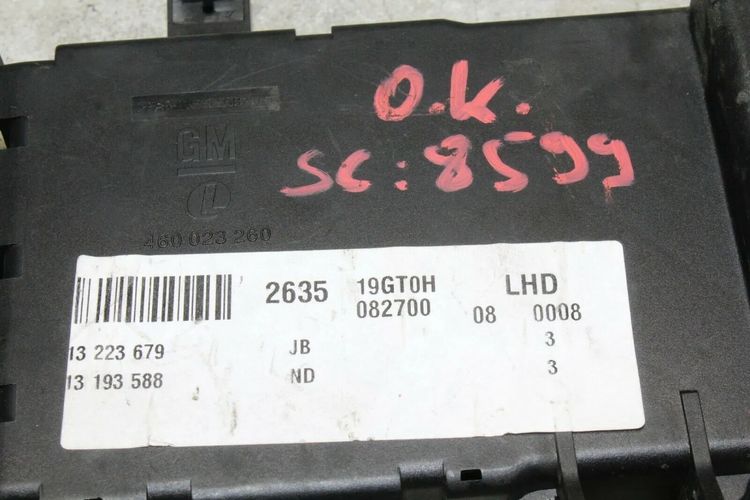 O.K.
SC:8599
GM
460 023 260
2635 19GT0H LHD
082700 08 0008
13 223 679 JB 3
13 193 588 ND 3